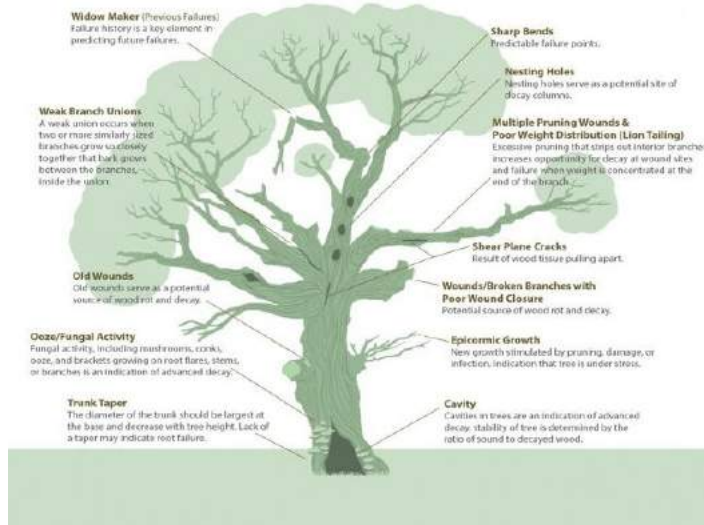 Widow Maker (Previous Failures)
Failure history is a key element in
predicting future failures.
Sharp Bends
Predictable failure points.
Nesting Holes
Nesting holes serve as a potential site of
decay columns.
Weak Branch Unions
A weak union occurs when
two or more similarly sized
branches grow so closely
together that bark grows
between the branches,
inside the union.
Multiple Pruning Wounds &
Poor Weight Distribution (Lion Tailing)
Excessive pruning that strips out interior branches
increases opportunity for decay at wound sites
and failure when weight is concentrated at the
end of the branch.
Shear Plane Cracks
Result of wood tissue pulling apart.
Old Wounds
Old wounds serve as a potential
source of wood rot and decay.
Wounds/Broken Branches with
Poor Wound Closure
Potential source of wood rot and decay.
Ooze/Fungal Activity
Fungal activity, including mushrooms, conks,
ooze, and brackets growing on root flares, stems,
or branches is an indication of advanced decay.
Epicormic Growth
New growth stimulated by pruning, damage, or
infection, indication that tree is under stress.
Trunk Taper
The diameter of the trunk should be largest at
the base and decrease with tree height. Lack of
a taper may indicate root failure.
Cavity
Cavities in trees are an indication of advanced
decay, stability of tree is determined by the
ratio of sound to decayed wood.